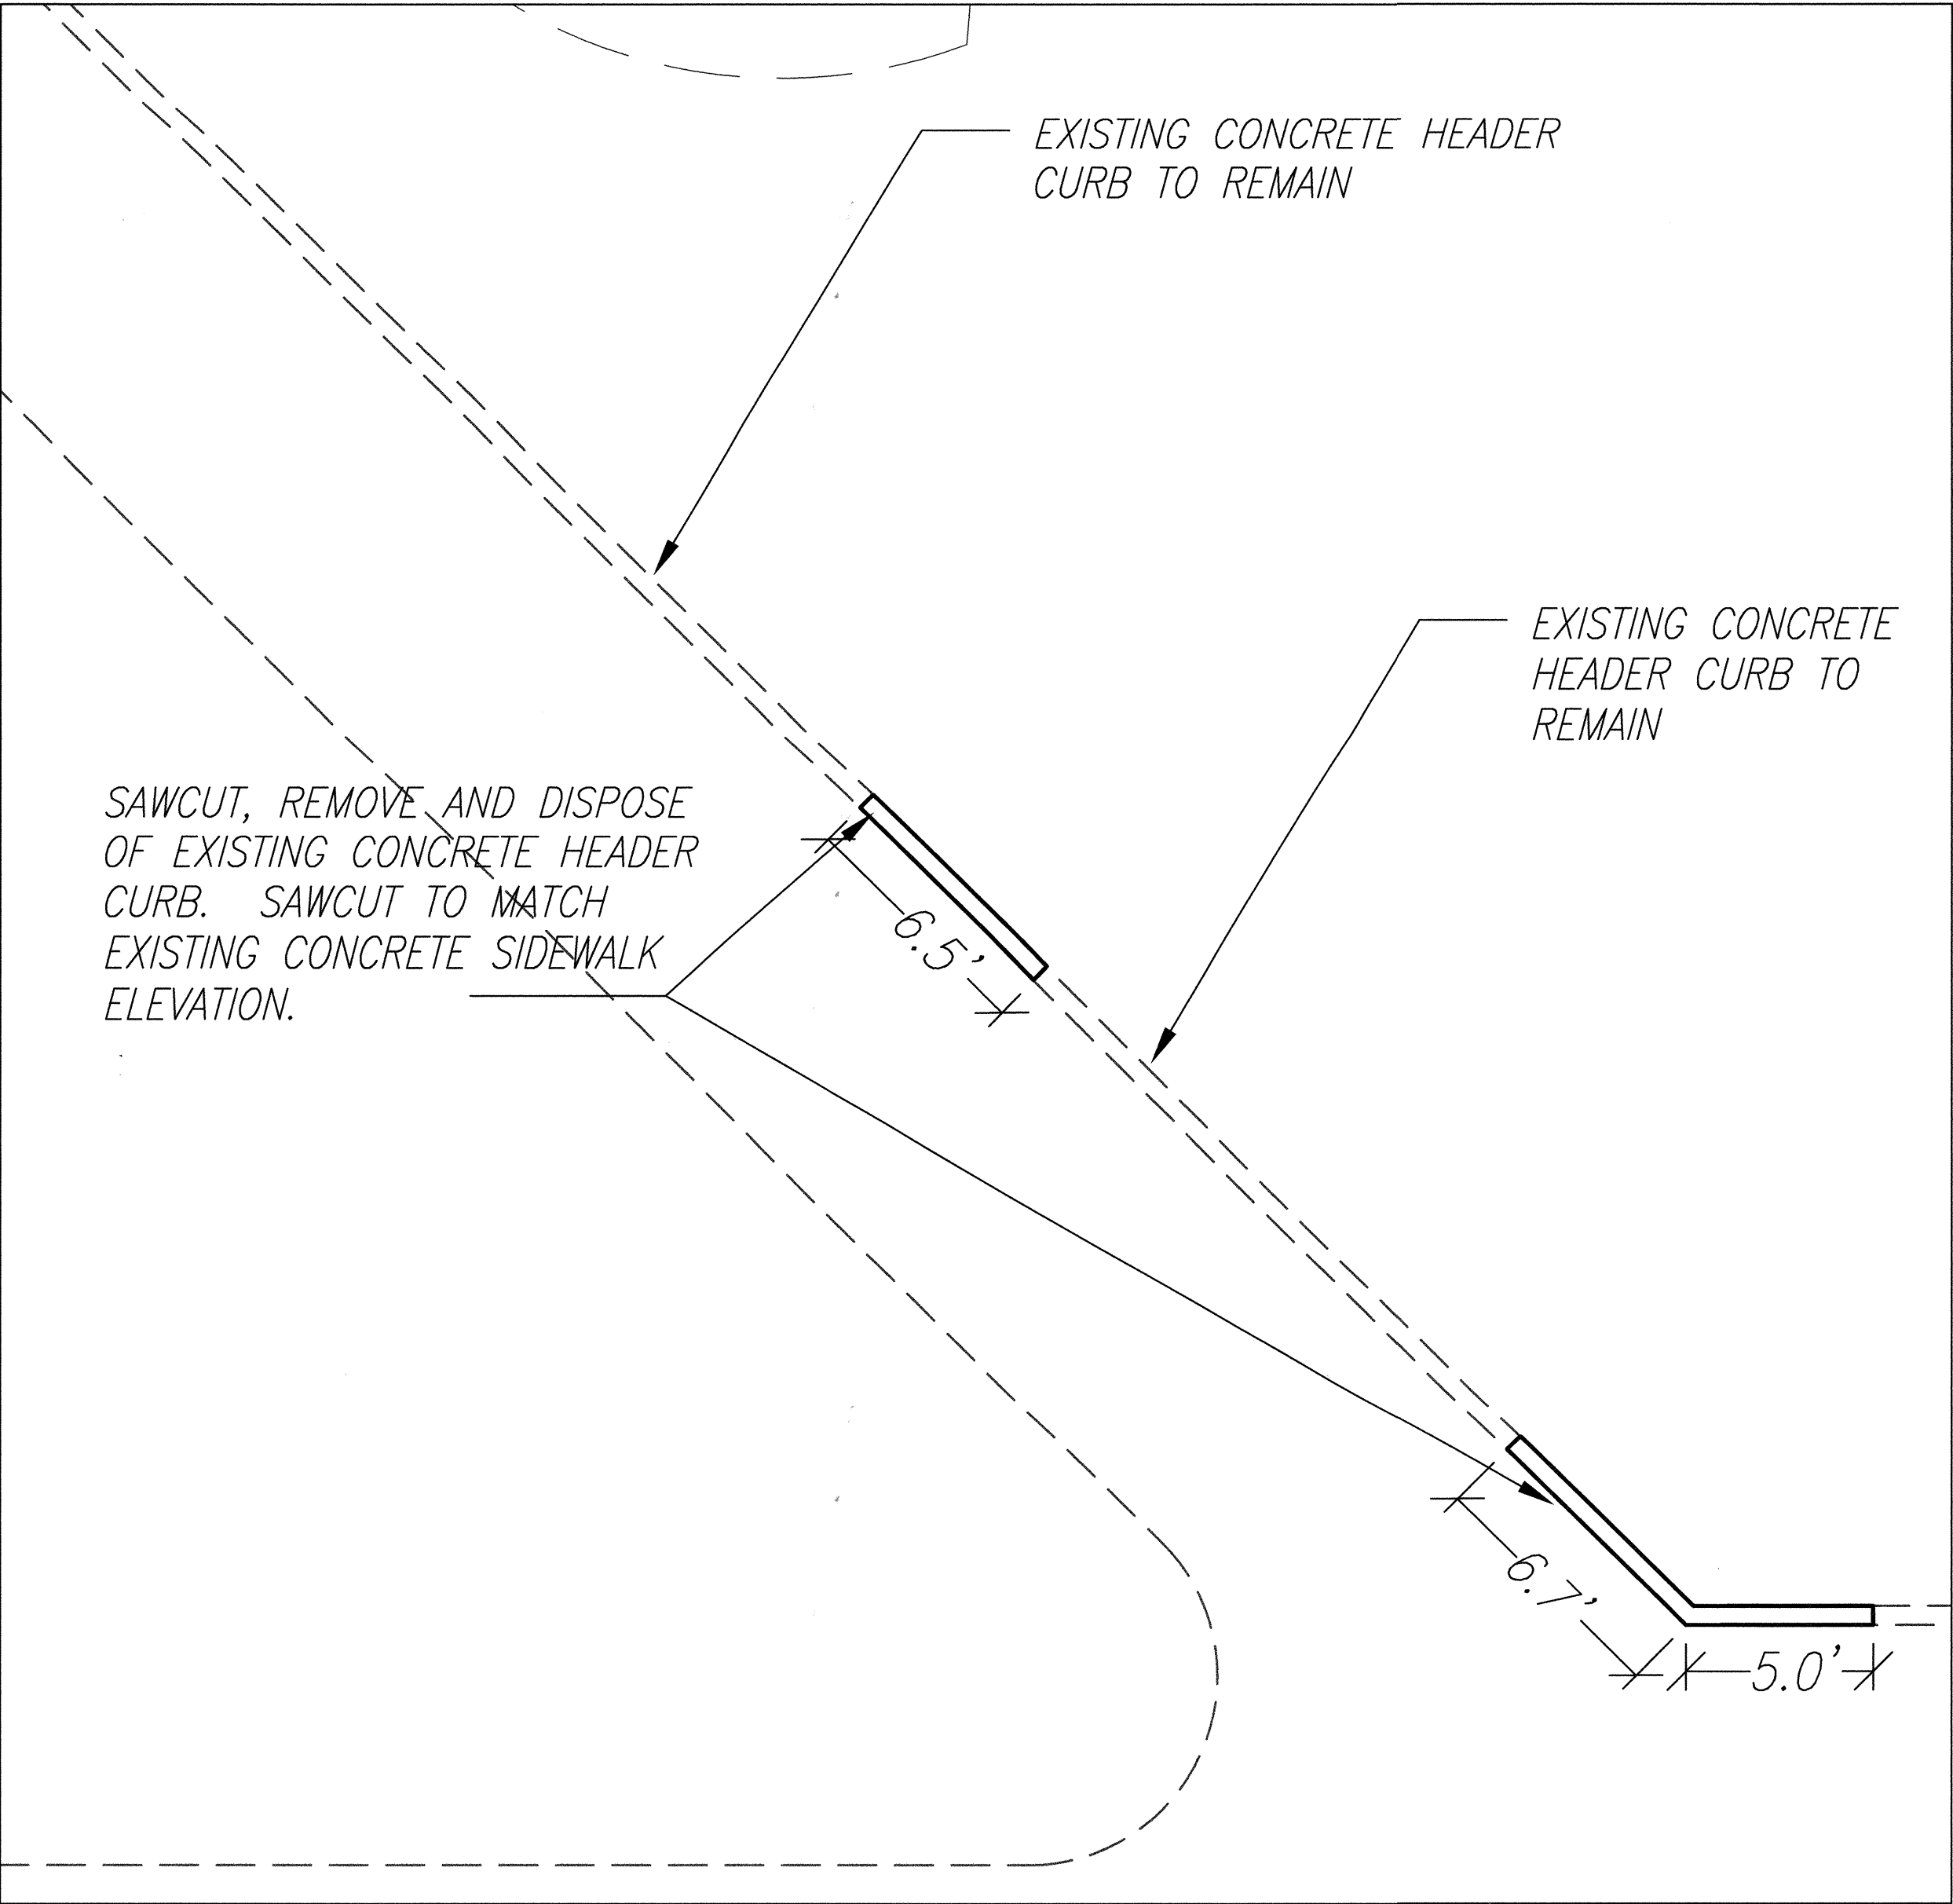 EXISTING CONCRETE HEADER
CURB TO REMAIN
EXISTING CONCRETE
HEADER CURB TO
REMAIN
SAWCUT, REMOVE AND DISPOSE
OF EXISTING CONCRETE HEADER
CURB. SAWCUT TO MATCH
EXISTING CONCRETE SIDEWALK
ELEVATION.
6.5'
6.7'
5.0'